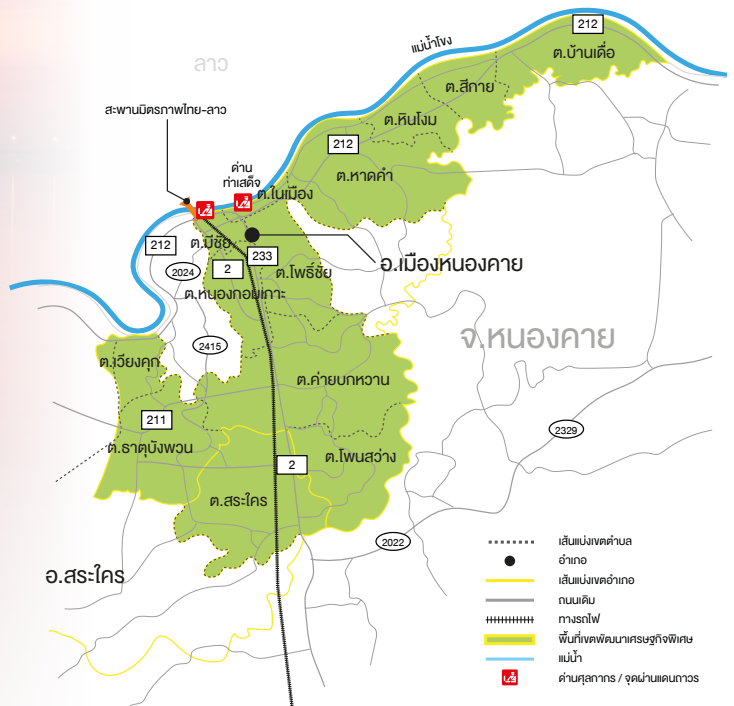 212
แม่น้ำโขง
ต.บ้านเดื่อ
ลาว
ต.สีกาย
สะพานมิตรภาพไทย-ลาว
ต.หินโงม
212
ด่าน
ท่าเสด็จ
ต.หาดคำ
ต.ในเมือง
212
ต.มีชัย
233
อ.เมืองหนองคาย
2024
2
ต.โพธิ์ชัย
ต.หนองกอมเกาะ
จ.หนองคาย
2415
ต.เวียงคุก
ต.ค่ายบกหวาน
211
2329
ต.ธาตุบังพวน
ต.โพนสว่าง
2
ต.สระใคร
2022
อ.สระใคร
เส้นแบ่งเขตตำบล
อำเภอ
เส้นแบ่งเขตอำเภอ
ถนนเดิม
ทางรถไฟ
พื้นที่เขตพัฒนาเศรษฐกิจพิเศษ
แม่น้ำ
ด่านศุลกากร / จุดผ่านแดนถาวร